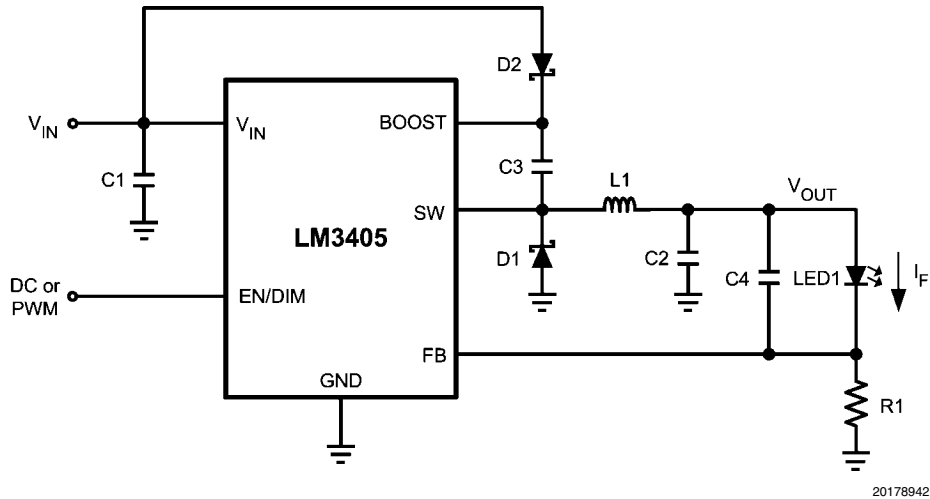 D2
V_IN
V_IN
BOOST
C1
C3
L1
V_OUT
SW
LM3405
D1
C2
C4
LED1
I_F
DC or
PWM
EN/DIM
FB
GND
R1
20178942